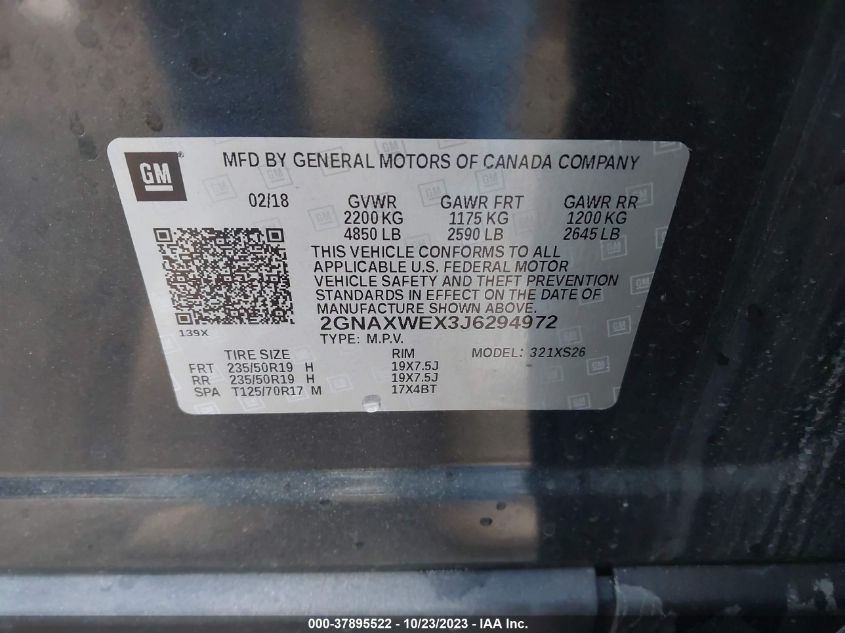 GM
MFD BY GENERAL MOTORS OF CANADA COMPANY
02/18 GVWR GAWR FRT GAWR RR
2200 KG 1175 KG 1200 KG
4850 LB 2590 LB 2645 LB
THIS VEHICLE CONFORMS TO ALL
APPLICABLE U.S. FEDERAL MOTOR
VEHICLE SAFETY AND THEFT PREVENTION
STANDARDS IN EFFECT ON THE DATE OF
MANUFACTURE SHOWN ABOVE.
2GNAXWEX3J6294972
139X
TYPE: M.P.V. MODEL: 321XS26
TIRE SIZE RIM
FRT 235/50R19 H 19X7.5J
RR 235/50R19 H 19X7.5J
SPA T125/70R17 M 17X4BT
000-37895522 - 10/23/2023 - IAA Inc.